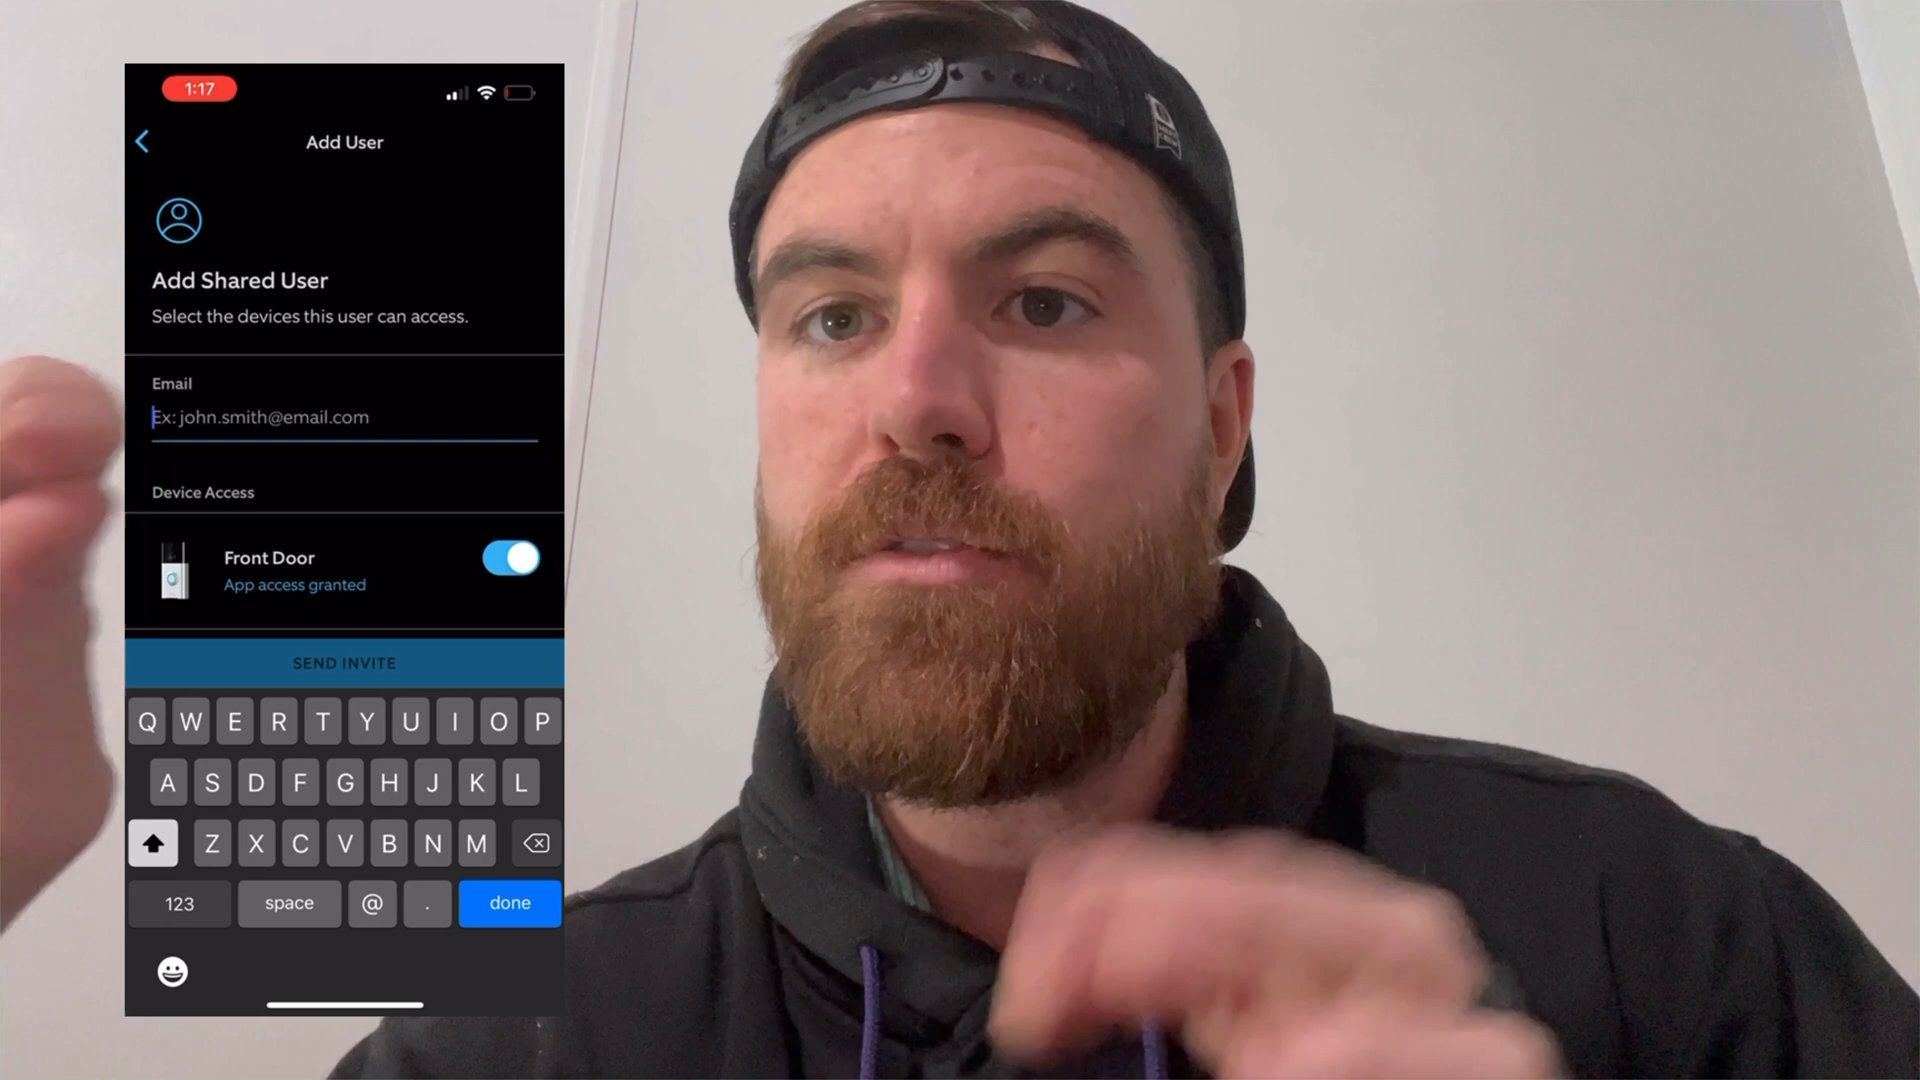 1:17
Add User
Add Shared User
Select the devices this user can access.
Email
Ex: john.smith@email.com
Device Access
Front Door
App access granted
SEND INVITE
Q W E R T Y U I O P
A S D F G H J K L
Z X C V B N M
123 space @ . done